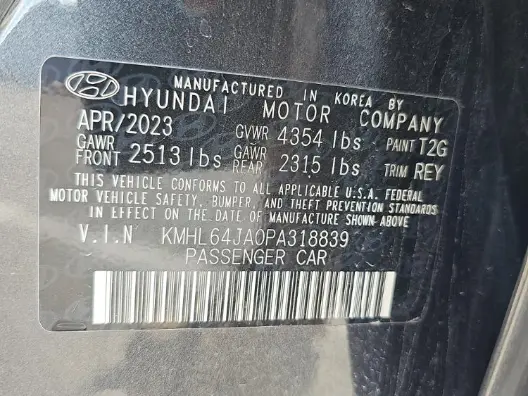 MANUFACTURED IN KOREA BY
HYUNDAI MOTOR COMPANY
APR/2023 GVWR 4354 lbs PAINT T2G
GAWR FRONT 2513 lbs GAWR REAR 2315 lbs TRIM REY
THIS VEHICLE CONFORMS TO ALL APPLICABLE U.S.A. FEDERAL
MOTOR VEHICLE SAFETY, BUMPER, AND THEFT PREVENTION STANDARDS
IN EFFECT ON THE DATE OF MANUFACTURE SHOWN ABOVE
V.I.N KMHL64JA0PA318839
PASSENGER CAR